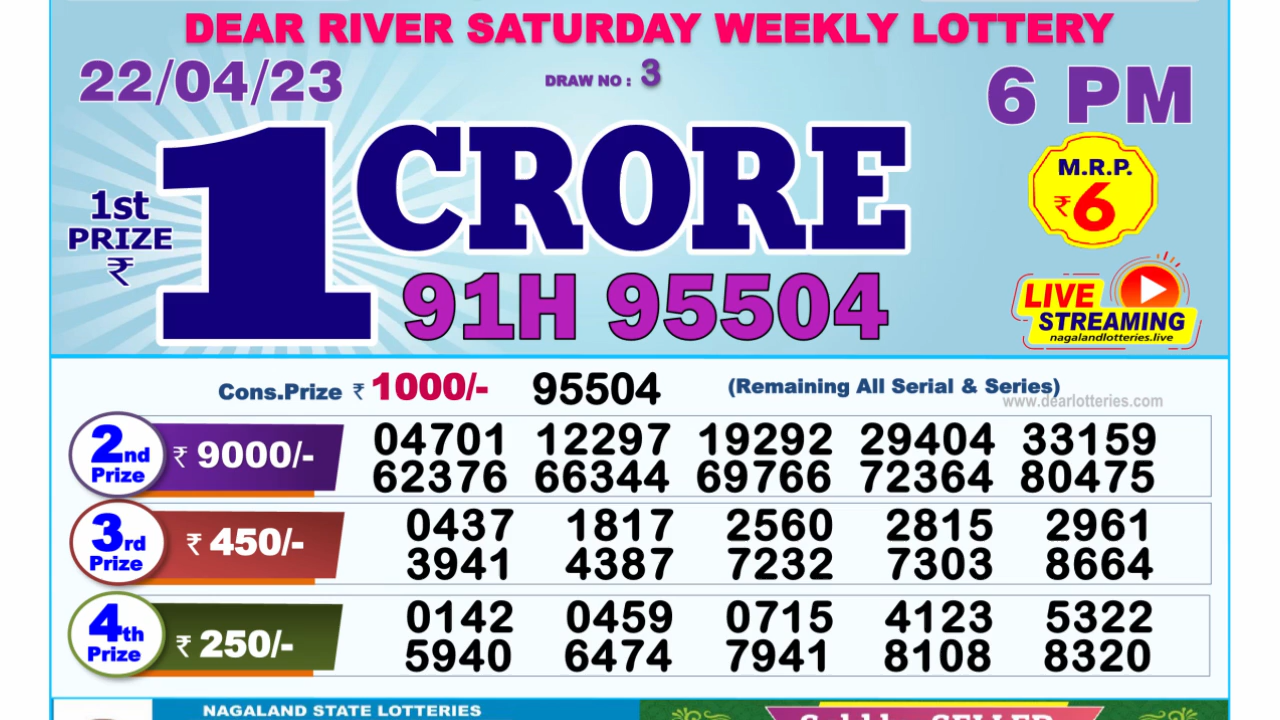 DEAR RIVER SATURDAY WEEKLY LOTTERY
22/04/23
DRAW NO : 3
6 PM
1st
PRIZE
₹
1 CRORE
91H 95504
M.R.P.
₹6
LIVE
STREAMING
nagalandlotteries.live
Cons.Prize ₹ 1000/- 95504 (Remaining All Serial & Series)
www.dearlotteries.com
2nd
Prize
₹ 9000/-
04701 12297 19292 29404 33159
62376 66344 69766 72364 80475
3rd
Prize
₹ 450/-
0437 1817 2560 2815 2961
3941 4387 7232 7303 8664
4th
Prize
₹ 250/-
0142 0459 0715 4123 5322
5940 6474 7941 8108 8320
NAGALAND STATE LOTTERIES
SELLER